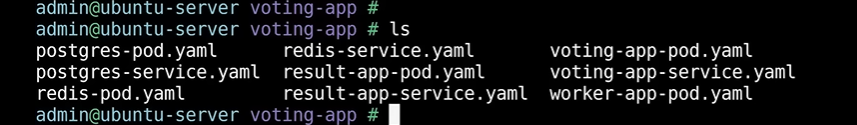 admin@ubuntu-server voting-app #
admin@ubuntu-server voting-app # ls
postgres-pod.yaml redis-service.yaml voting-app-pod.yaml
postgres-service.yaml result-app-pod.yaml voting-app-service.yaml
redis-pod.yaml result-app-service.yaml worker-app-pod.yaml
admin@ubuntu-server voting-app #